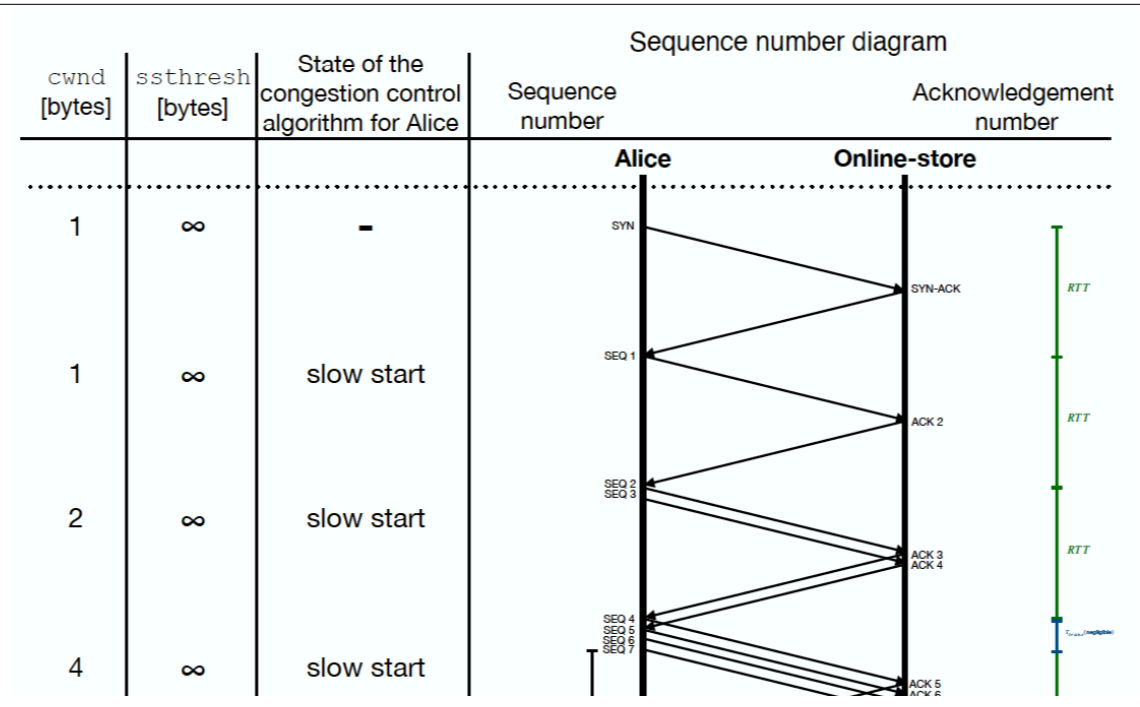 Sequence number diagram
cwnd
[bytes]
ssthresh
[bytes]
State of the
congestion control
algorithm for Alice
Sequence
number
Acknowledgement
number
Alice
Online-store
1
∞
-
SYN
SYN-ACK
RTT
SEQ 1
1
∞
slow start
ACK 2
RTT
SEQ 2
SEQ 3
2
∞
slow start
ACK 3
ACK 4
RTT
SEQ 4
SEQ 5
SEQ 6
SEQ 7
(negligible)
4
∞
slow start
ACK 5
ACK 6